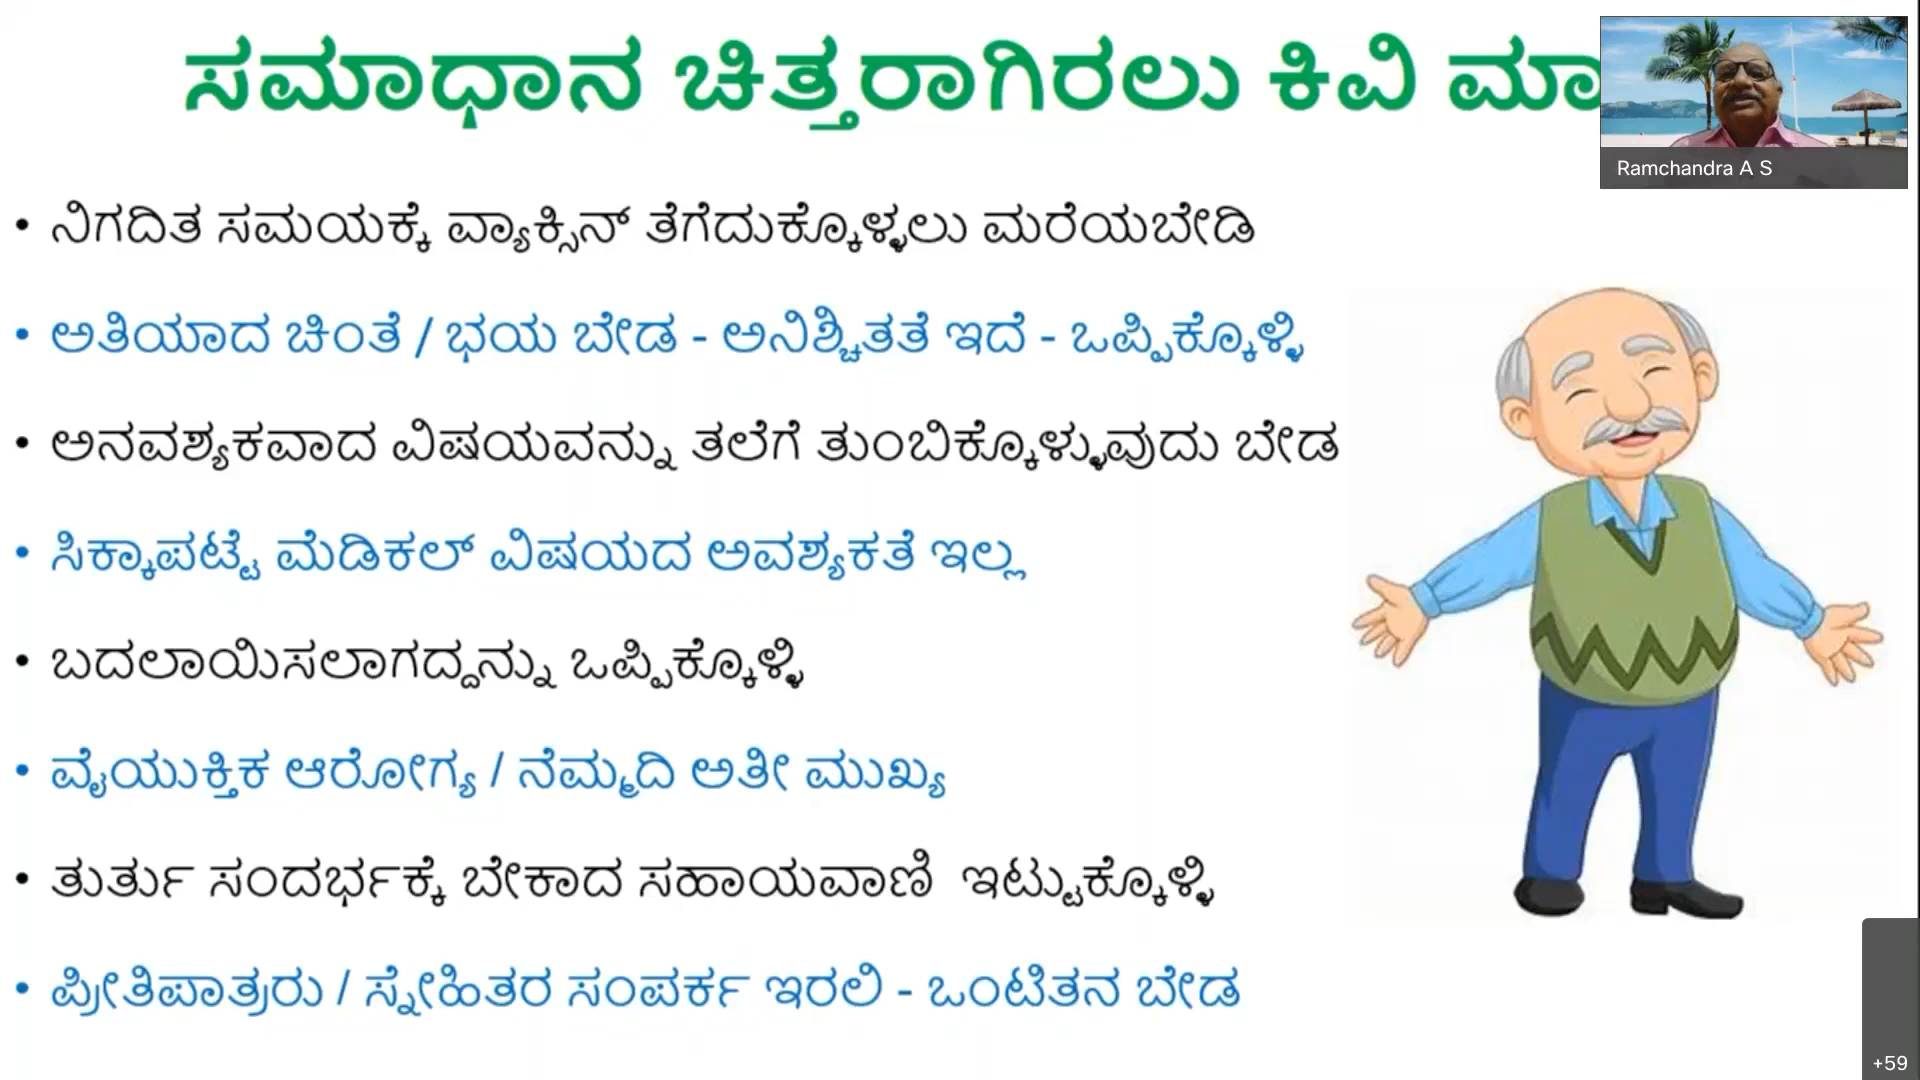 ಸಮಾಧಾನ ಚಿತ್ತರಾಗಿರಲು ಕಿವಿ
Ramchandra A S
• ನಿಗದಿತ ಸಮಯಕ್ಕೆ ವ್ಯಾಕ್ಸಿನ್ ತೆಗೆದುಕ್ಕೊಳ್ಳಲು ಮರೆಯಬೇಡಿ
• ಅತಿಯಾದ ಚಿಂತೆ / ಭಯ ಬೇಡ - ಅನಿಶ್ಚಿತತೆ ಇದೆ - ಒಪ್ಪಿಕ್ಕೊಳ್ಳಿ
• ಅನವಶ್ಯಕವಾದ ವಿಷಯವನ್ನು ತಲೆಗೆ ತುಂಬಿಕ್ಕೊಳ್ಳುವುದು ಬೇಡ
• ಸಿಕ್ಕಾಪಟ್ಟೆ ಮೆಡಿಕಲ್ ವಿಷಯದ ಅವಶ್ಯಕತೆ ಇಲ್ಲ
• ಬದಲಾಯಿಸಲಾಗದ್ದನ್ನು ಒಪ್ಪಿಕ್ಕೊಳ್ಳಿ
• ವೈಯುಕ್ತಿಕ ಆರೋಗ್ಯ / ನೆಮ್ಮದಿ ಅತೀ ಮುಖ್ಯ
• ತುರ್ತು ಸಂದರ್ಭಕ್ಕೆ ಬೇಕಾದ ಸಹಾಯವಾಣಿ ಇಟ್ಟುಕ್ಕೊಳ್ಳಿ
• ಪ್ರೀತಿಪಾತ್ರರು / ಸ್ನೇಹಿತರ ಸಂಪರ್ಕ ಇರಲಿ - ಒಂಟಿತನ ಬೇಡ
+59